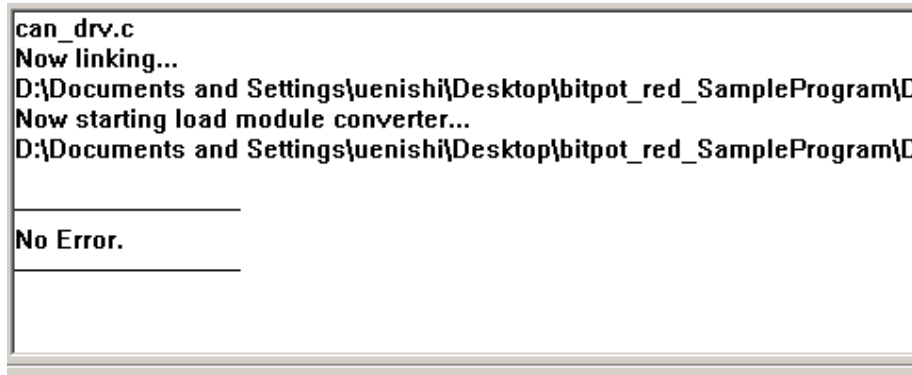 can_drv.c
Now linking...
D:\Documents and Settings\uenishi\Desktop\bitpot_red_SampleProgram\
Now starting load module converter...
D:\Documents and Settings\uenishi\Desktop\bitpot_red_SampleProgram\
No Error.